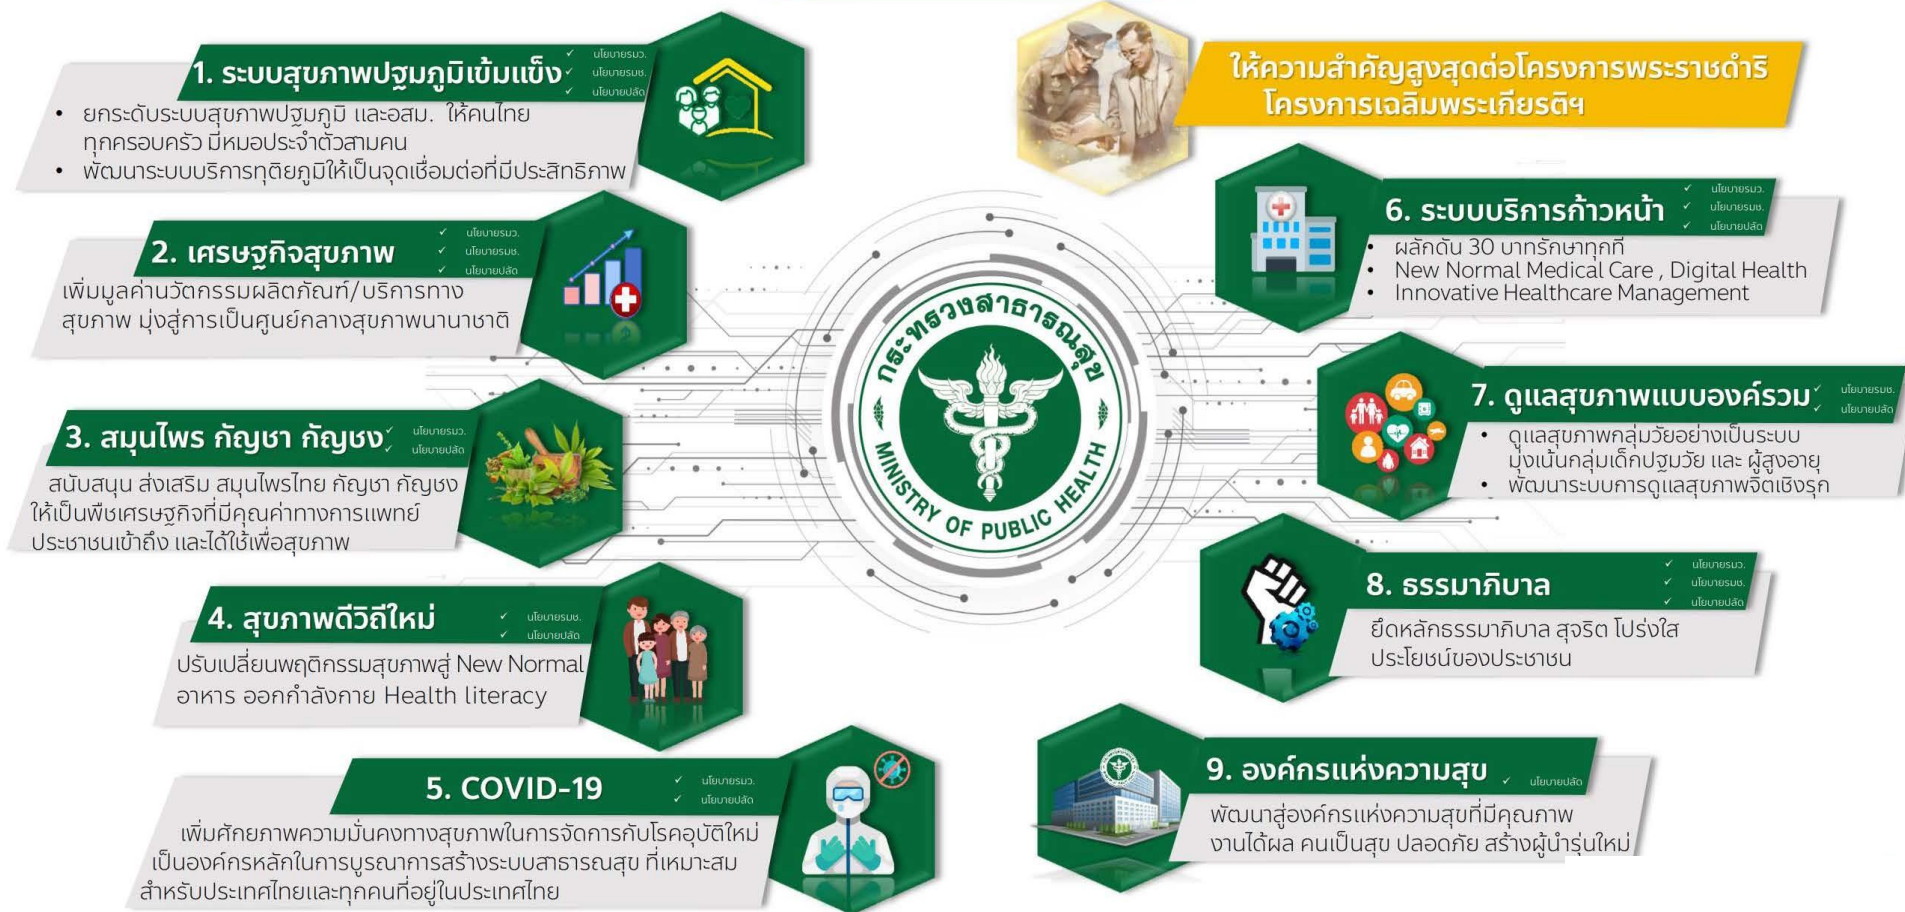 1. ระบบสุขภาพปฐมภูมิเข้มแข็ง
✓ นโยบายรมว.
✓ นโยบายรมช.
✓ นโยบายปลัด
• ยกระดับระบบสุขภาพปฐมภูมิ และอสม. ให้คนไทย
ทุกครอบครัว มีหมอประจำตัวสามคน
• พัฒนาระบบบริการทุติยภูมิให้เป็นจุดเชื่อมต่อที่มีประสิทธิภาพ
2. เศรษฐกิจสุขภาพ
✓ นโยบายรมว.
✓ นโยบายรมช.
✓ นโยบายปลัด
เพิ่มมูลค่านวัตกรรมผลิตภัณฑ์/บริการทาง
สุขภาพ มุ่งสู่การเป็นศูนย์กลางสุขภาพนานาชาติ
3. สมุนไพร กัญชา กัญชง
✓ นโยบายรมว.
✓ นโยบายปลัด
สนับสนุน ส่งเสริม สมุนไพรไทย กัญชา กัญชง
ให้เป็นพืชเศรษฐกิจที่มีคุณค่าทางการแพทย์
ประชาชนเข้าถึง และได้ใช้เพื่อสุขภาพ
4. สุขภาพดีวิถีใหม่
✓ นโยบายรมช.
✓ นโยบายปลัด
ปรับเปลี่ยนพฤติกรรมสุขภาพสู่ New Normal
อาหาร ออกกำลังกาย Health literacy
5. COVID-19
✓ นโยบายรมว.
✓ นโยบายปลัด
เพิ่มศักยภาพความมั่นคงทางสุขภาพในการจัดการกับโรคอุบัติใหม่
เป็นองค์กรหลักในการบูรณาการสร้างระบบสาธารณสุข ที่เหมาะสม
สำหรับประเทศไทยและทุกคนที่อยู่ในประเทศไทย
กระทรวงสาธารณสุข
MINISTRY OF PUBLIC HEALTH
ให้ความสำคัญสูงสุดต่อโครงการพระราชดำริ
โครงการเฉลิมพระเกียรติฯ
6. ระบบบริการก้าวหน้า
✓ นโยบายรมว.
✓ นโยบายรมช.
✓ นโยบายปลัด
• ผลักดัน 30 บาทรักษาทุกที่
• New Normal Medical Care , Digital Health
• Innovative Healthcare Management
7. ดูแลสุขภาพแบบองค์รวม
✓ นโยบายรมช.
✓ นโยบายปลัด
• ดูแลสุขภาพกลุ่มวัยอย่างเป็นระบบ
มุ่งเน้นกลุ่มเด็กปฐมวัย และ ผู้สูงอายุ
• พัฒนาระบบการดูแลสุขภาพจิตเชิงรุก
8. ธรรมาภิบาล
✓ นโยบายรมว.
✓ นโยบายรมช.
✓ นโยบายปลัด
ยึดหลักธรรมาภิบาล สุจริต โปร่งใส
ประโยชน์ของประชาชน
9. องค์กรแห่งความสุข
✓ นโยบายปลัด
พัฒนาสู่องค์กรแห่งความสุขที่มีคุณภาพ
งานได้ผล คนเป็นสุข ปลอดภัย สร้างผู้นำรุ่นใหม่